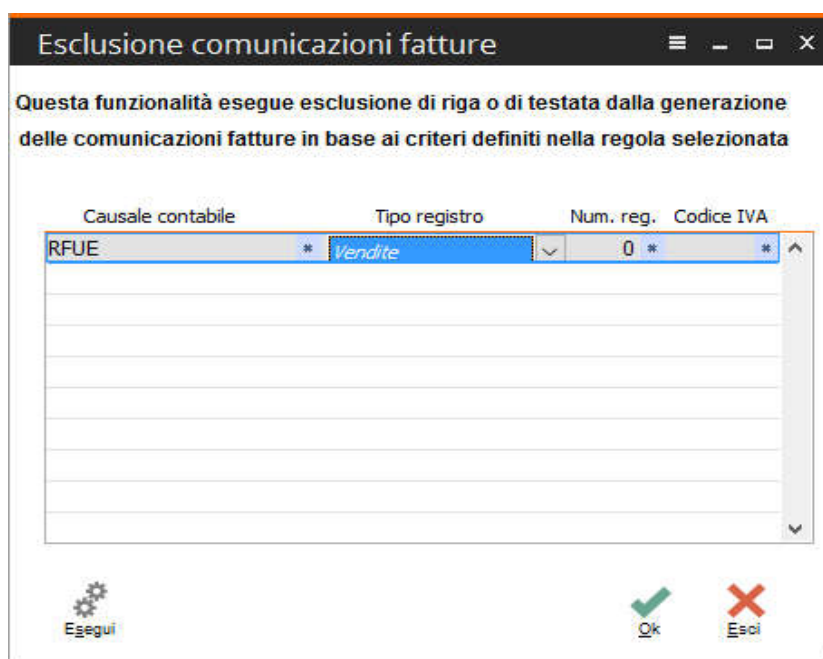 Esclusione comunicazioni fatture
Questa funzionalità esegue esclusione di riga o di testata dalla generazione
delle comunicazioni fatture in base ai criteri definiti nella regola selezionata
Causale contabile Tipo registro Num. reg. Codice IVA
RFUE * Vendite 0 * *
Esegui Ok Esci